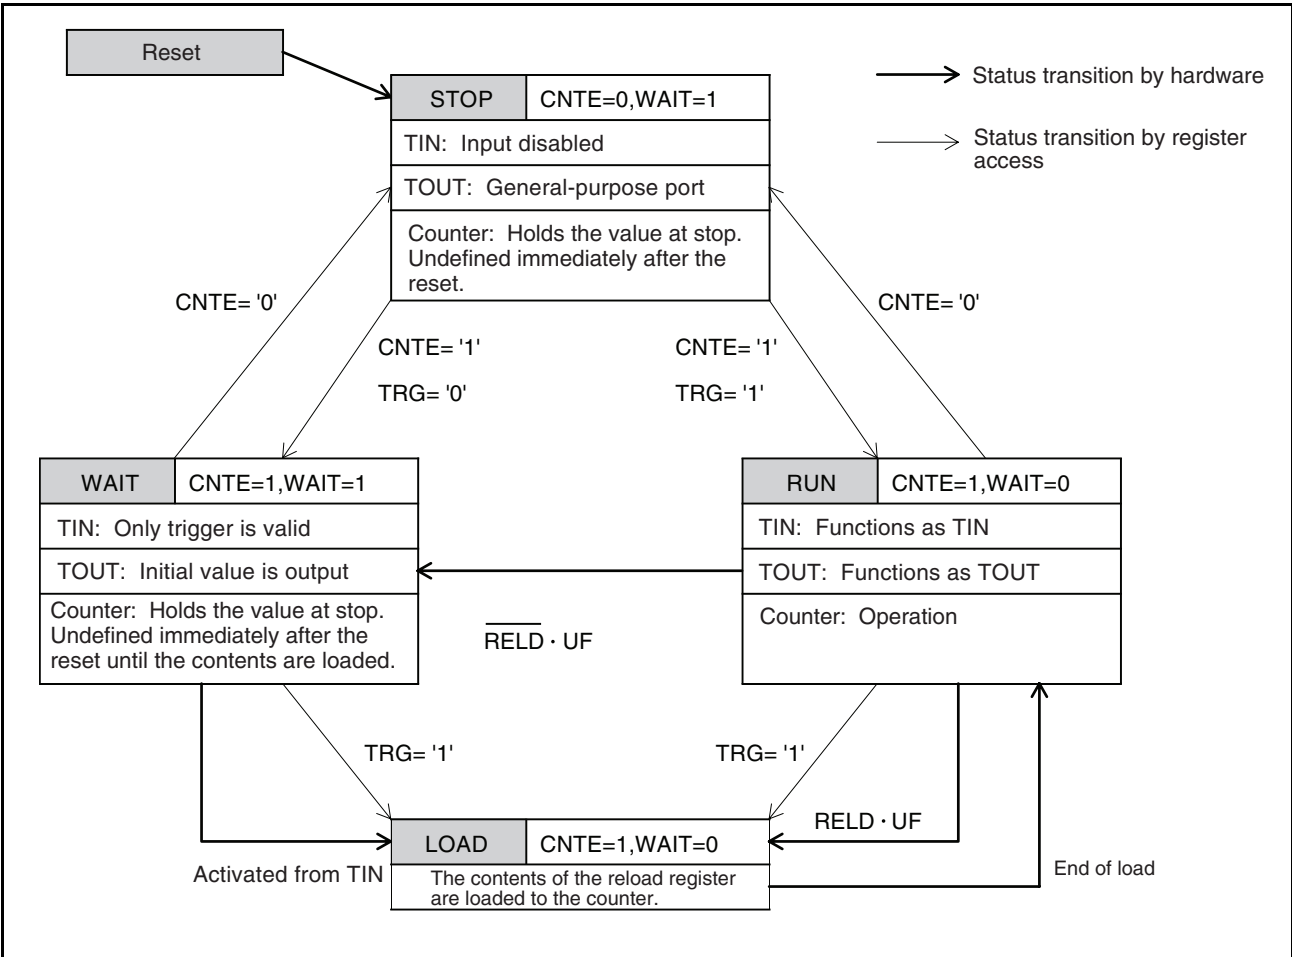 Reset
Status transition by hardware
Status transition by register
access
STOP CNTE=0,WAIT=1
TIN: Input disabled
TOUT: General-purpose port
Counter: Holds the value at stop.
Undefined immediately after the
reset.
CNTE= '0'
CNTE= '0'
CNTE= '1'
TRG= '0'
CNTE= '1'
TRG= '1'
WAIT CNTE=1,WAIT=1
TIN: Only trigger is valid
TOUT: Initial value is output
Counter: Holds the value at stop.
Undefined immediately after the
reset until the contents are loaded.
RUN CNTE=1,WAIT=0
TIN: Functions as TIN
TOUT: Functions as TOUT
Counter: Operation
R̅E̅L̅D̅ · UF
TRG= '1'
TRG= '1'
RELD · UF
Activated from TIN
LOAD CNTE=1,WAIT=0
The contents of the reload register
are loaded to the counter.
End of load